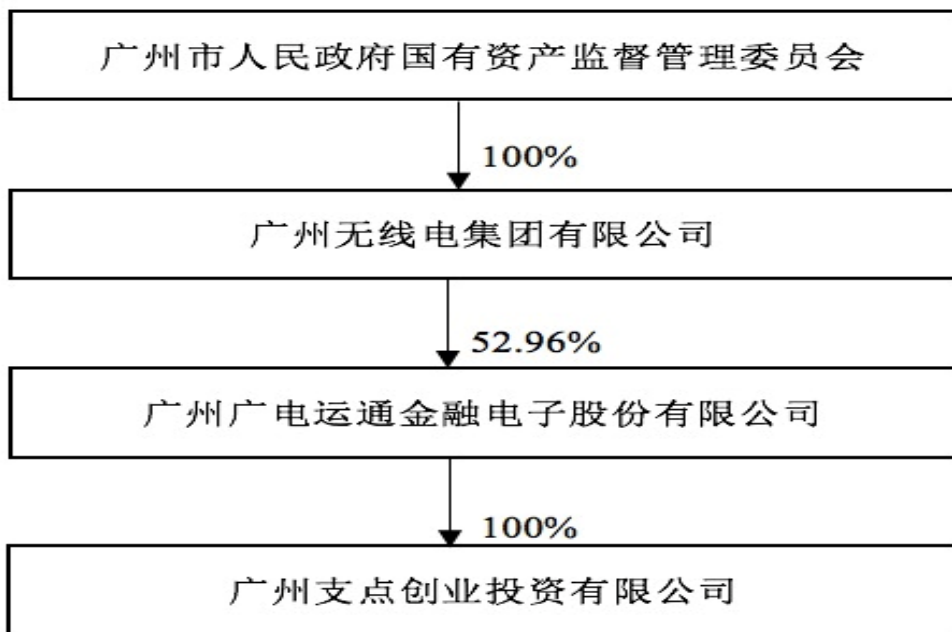 广州市人民政府国有资产监督管理委员会
100%
广州无线电集团有限公司
52.96%
广州广电运通金融电子股份有限公司
100%
广州支点创业投资有限公司